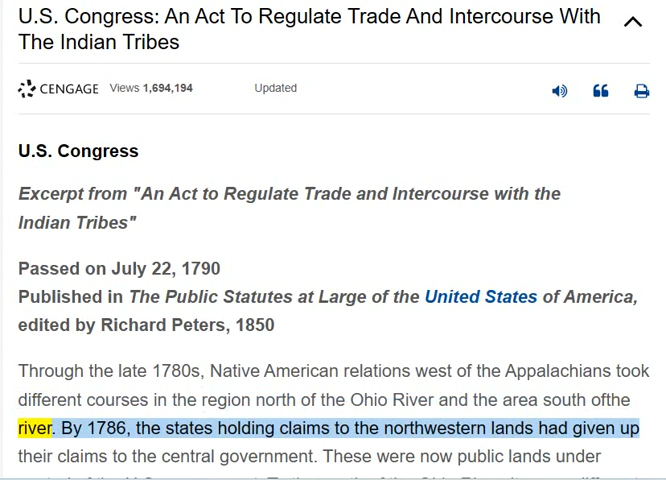 U.S. Congress: An Act To Regulate Trade And Intercourse With
The Indian Tribes
CENGAGE Views 1,694,194 Updated
U.S. Congress
Excerpt from "An Act to Regulate Trade and Intercourse with the
Indian Tribes"
Passed on July 22, 1790
Published in The Public Statutes at Large of the United States of America,
edited by Richard Peters, 1850
Through the late 1780s, Native American relations west of the Appalachians took
different courses in the region north of the Ohio River and the area south ofthe
river. By 1786, the states holding claims to the northwestern lands had given up
their claims to the central government. These were now public lands under